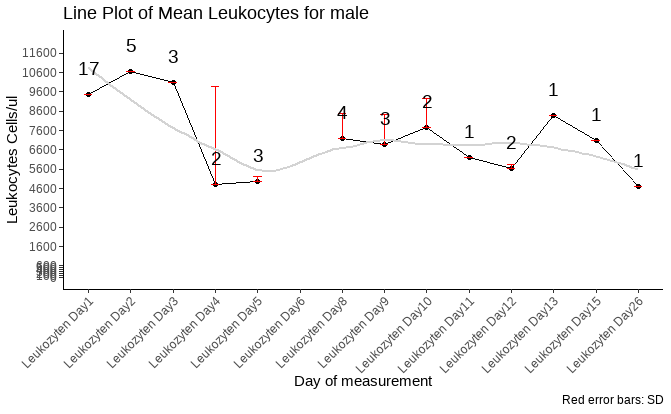 Line Plot of Mean Leukocytes for male
Leukocytes Cells/ul
11600
10600
9600
8600
7600
6600
5600
4600
3600
2600
1600
600
100
17
5
3
2
3
4
3
2
1
2
1
1
1
Leukozyten Day1
Leukozyten Day2
Leukozyten Day3
Leukozyten Day4
Leukozyten Day5
Leukozyten Day6
Leukozyten Day8
Leukozyten Day9
Leukozyten Day10
Leukozyten Day11
Leukozyten Day12
Leukozyten Day13
Leukozyten Day15
Leukozyten Day26
Day of measurement
Red error bars: SD